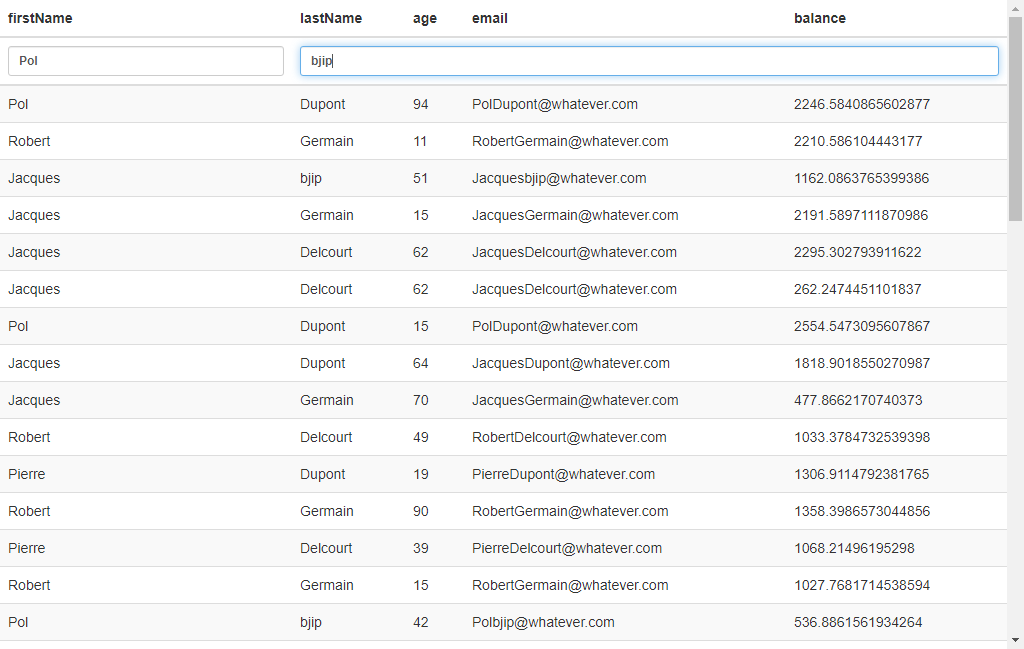 firstName lastName age email balance
Pol bjip
Pol Dupont 94 PolDupont@whatever.com 2246.5840865602877
Robert Germain 11 RobertGermain@whatever.com 2210.586104443177
Jacques bjip 51 Jacquesbjip@whatever.com 1162.0863765399386
Jacques Germain 15 JacquesGermain@whatever.com 2191.5897111870986
Jacques Delcourt 62 JacquesDelcourt@whatever.com 2295.302793911622
Jacques Delcourt 62 JacquesDelcourt@whatever.com 262.2474451101837
Pol Dupont 15 PolDupont@whatever.com 2554.5473095607867
Jacques Dupont 64 JacquesDupont@whatever.com 1818.9018550270987
Jacques Germain 70 JacquesGermain@whatever.com 477.8662170740373
Robert Delcourt 49 RobertDelcourt@whatever.com 1033.3784732539398
Pierre Dupont 19 PierreDupont@whatever.com 1306.9114792381765
Robert Germain 90 RobertGermain@whatever.com 1358.3986573044856
Pierre Delcourt 39 PierreDelcourt@whatever.com 1068.21496195298
Robert Germain 15 RobertGermain@whatever.com 1027.7681714538594
Pol bjip 42 Polbjip@whatever.com 536.8861561934264